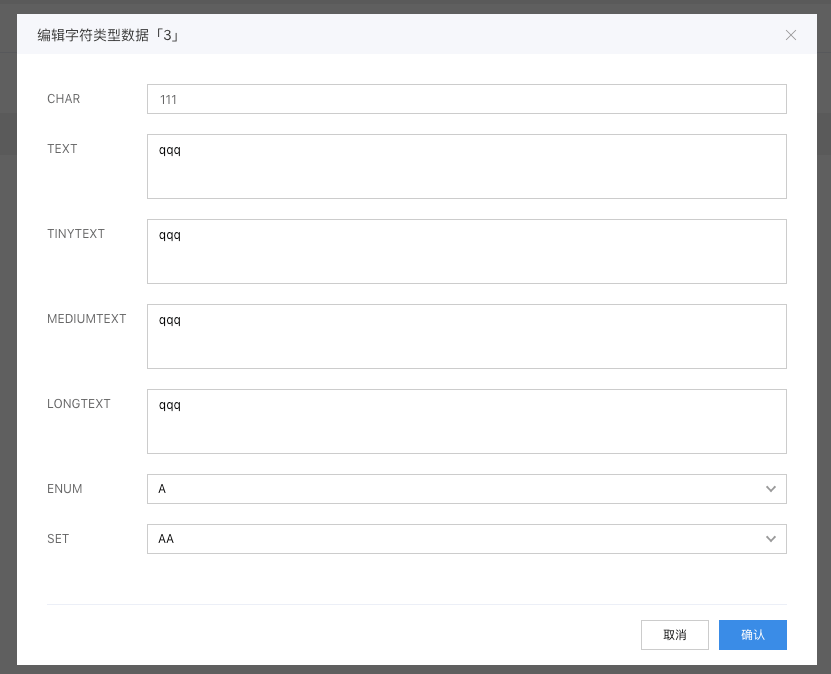 编辑字符类型数据「3」
CHAR
111
TEXT
qqq
TINYTEXT
qqq
MEDIUMTEXT
qqq
LONGTEXT
qqq
ENUM
A
SET
AA
取消
确认